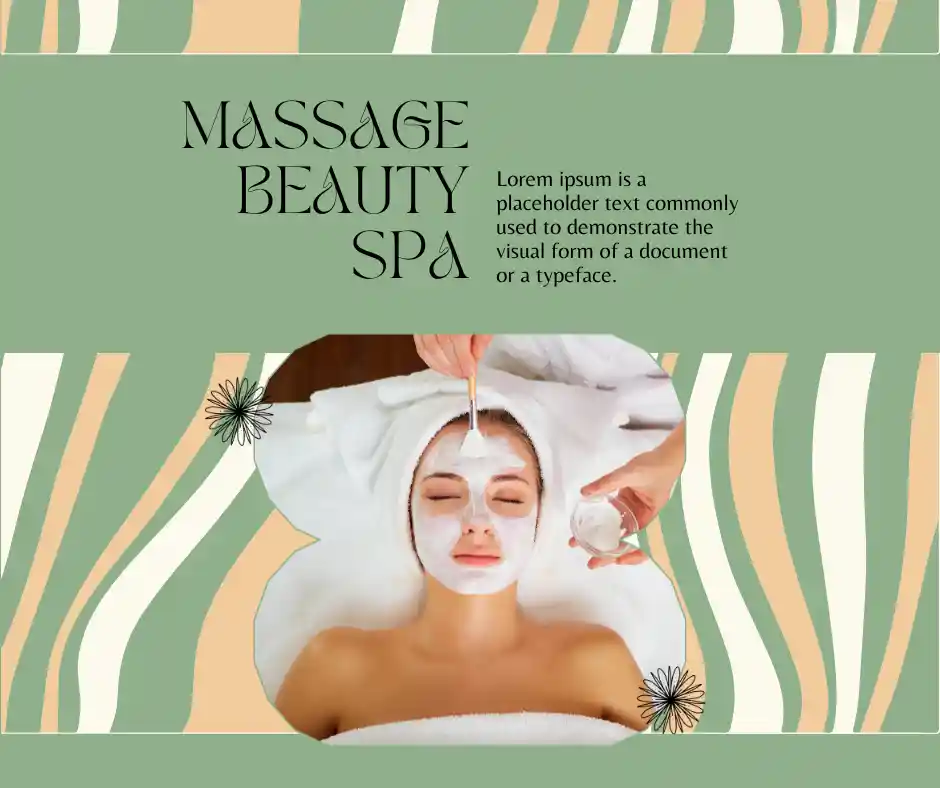 MASSAGE
BEAUTY
SPA
Lorem ipsum is a
placeholder text commonly
used to demonstrate the
visual form of a document
or a typeface.